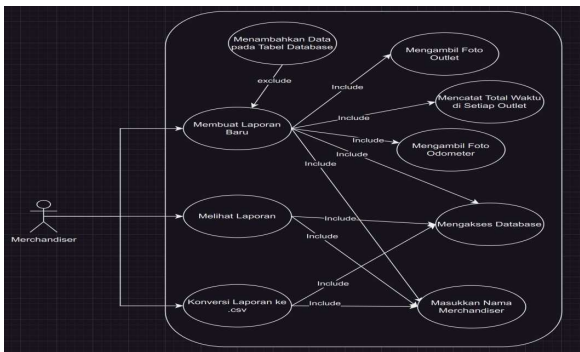 Menambahkan Data
pada Tabel Database
Mengambil Foto
Outlet
exclude
Include
Mencatat Total Waktu
di Setiap Outlet
Membuat Laporan
Baru
Include
Include
Mengambil Foto
Odometer
Include
Include
Merchandiser
Melihat Laporan
Include
Mengakses Database
Include
Include
Konversi Laporan ke
.csv
Include
Masukkan Nama
Merchandiser